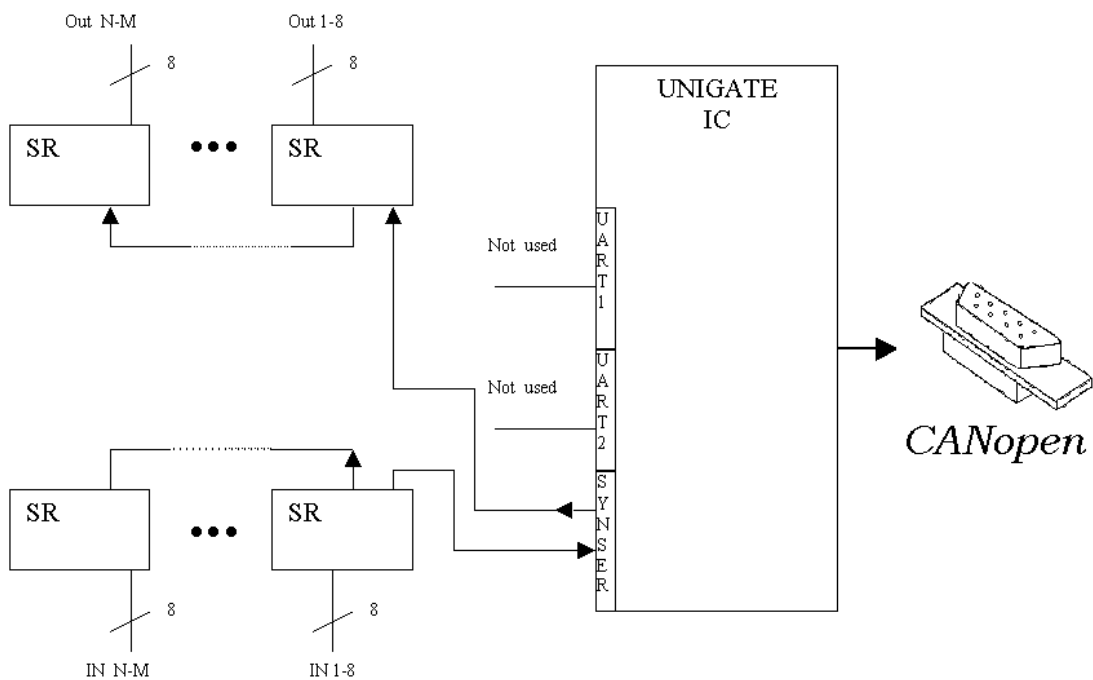 Out N-M
Out 1-8
8
8
SR
SR
UNIGATE
IC
Not used
UART1
Not used
UART2
SYNSER
CANopen
SR
SR
8
8
IN N-M
IN 1-8